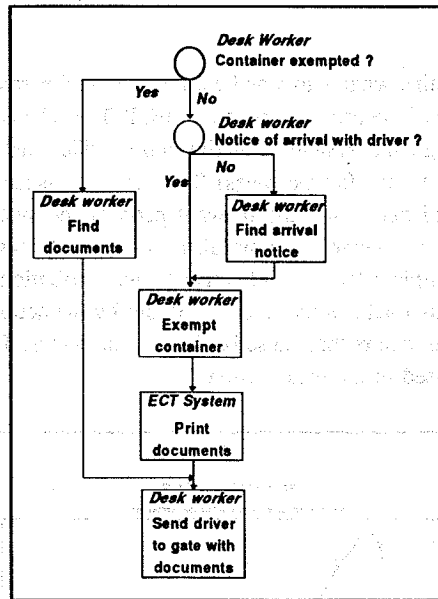 Desk Worker
Container exempted ?
Yes
No
Desk worker
Notice of arrival with driver ?
Yes
No
Desk worker
Find
documents
Desk worker
Find arrival
notice
Desk worker
Exempt
container
ECT System
Print
documents
Desk worker
Send driver
to gate with
documents